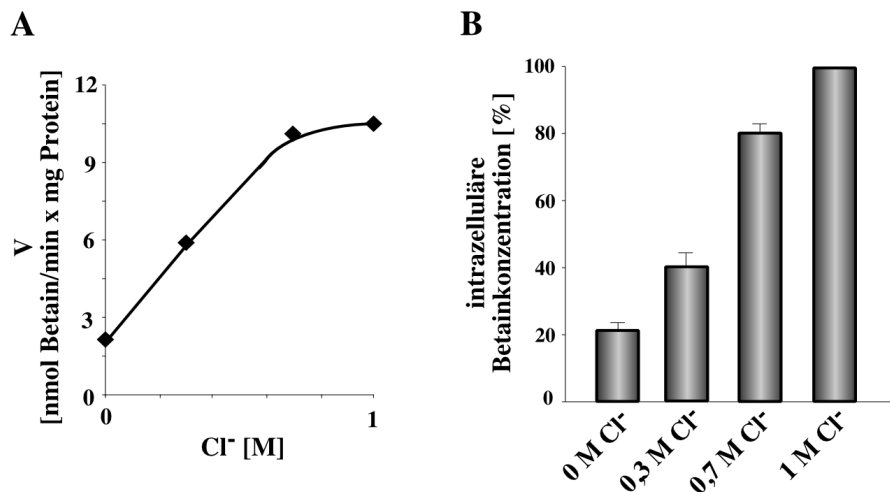 A
V
[nmol Betain/min x mg Protein]
12
9
6
3
0
0
1
Cl⁻ [M]
B
intrazelluläre
Betainkonzentration [%]
100
80
60
40
20
0
0 M Cl⁻
0,3 M Cl⁻
0,7 M Cl⁻
1 M Cl⁻